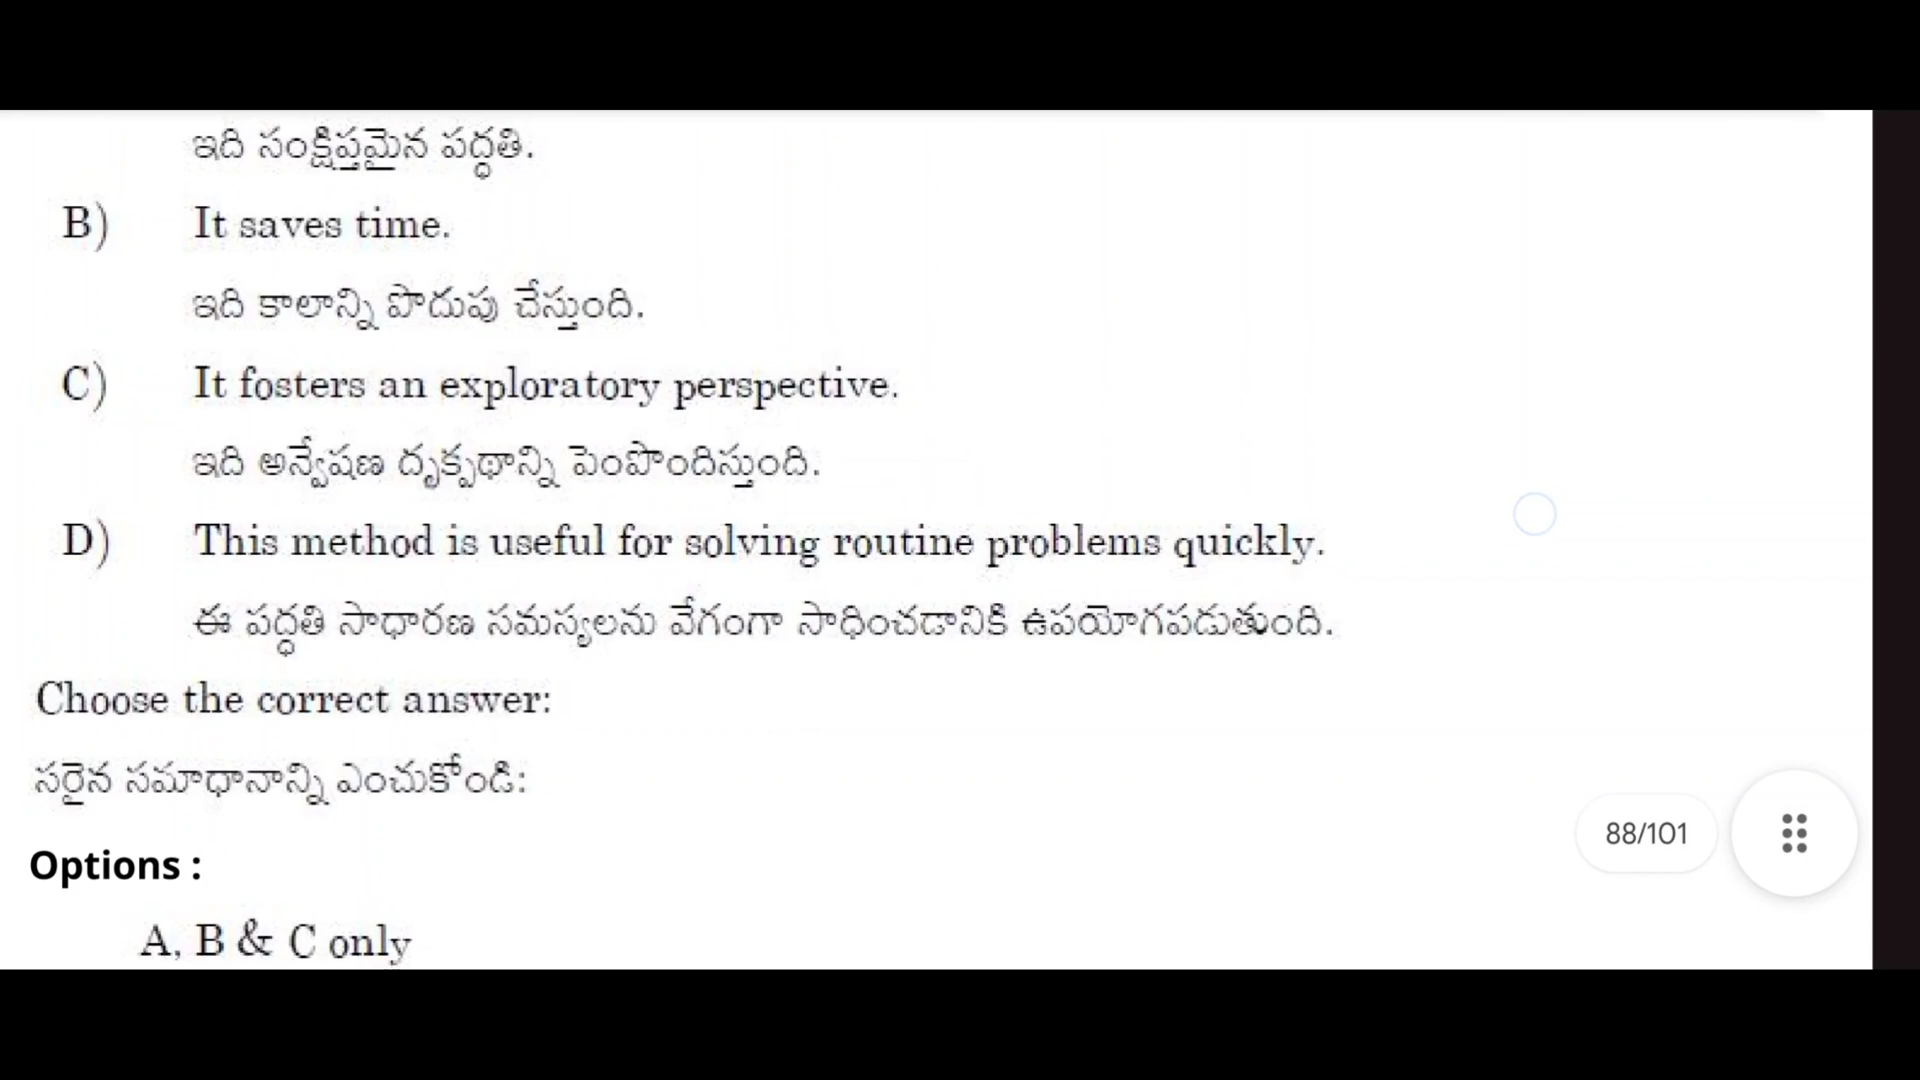 ఇది సంక్షిప్తమైన పద్ధతి.
B) It saves time.
ఇది కాలాన్ని పొదుపు చేస్తుంది.
C) It fosters an exploratory perspective.
ఇది అన్వేషణ దృక్పథాన్ని పెంపొందిస్తుంది.
D) This method is useful for solving routine problems quickly.
ఈ పద్ధతి సాధారణ సమస్యలను వేగంగా సాధించడానికి ఉపయోగపడుతుంది.
Choose the correct answer:
సరైన సమాధానాన్ని ఎంచుకోండి:
88/101
Options :
A, B & C only